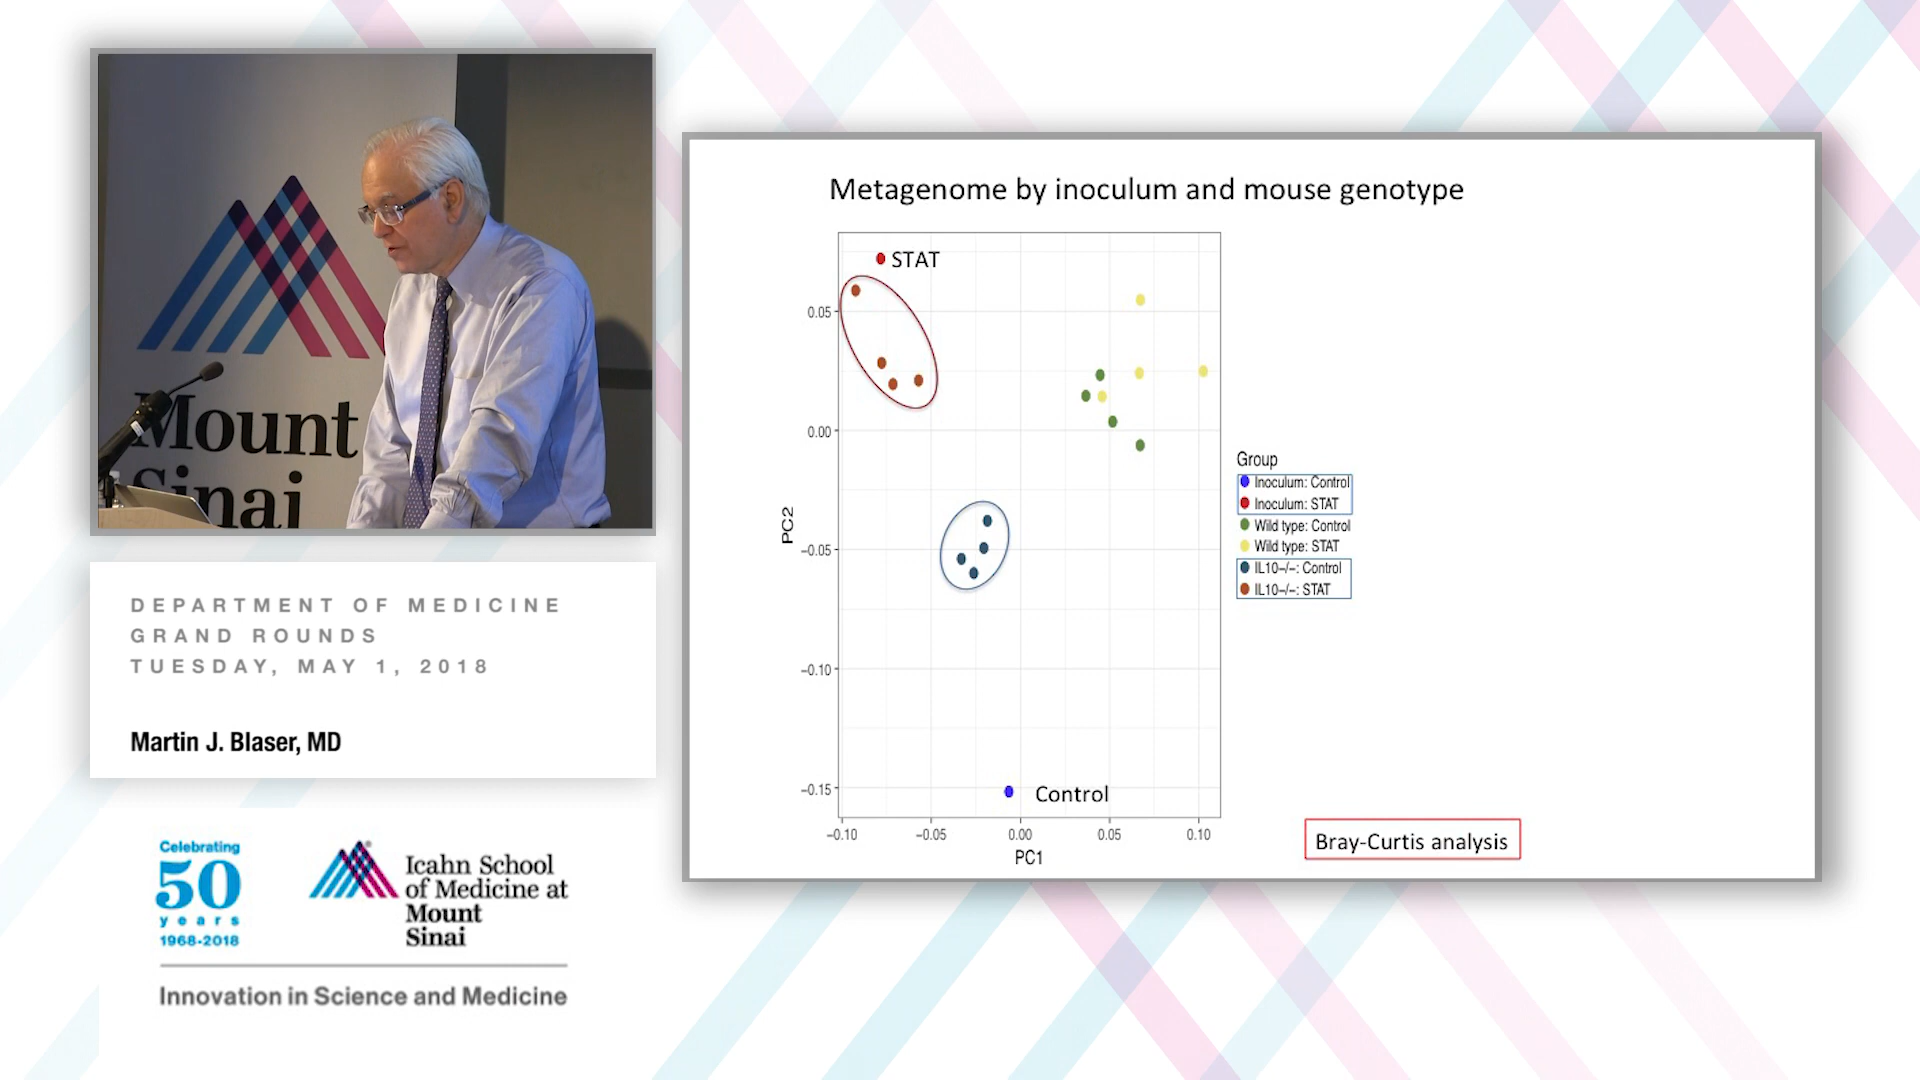 Mount
Sinai
DEPARTMENT OF MEDICINE
GRAND ROUNDS
TUESDAY, MAY 1, 2018
Martin J. Blaser, MD
Celebrating
50
years
1968-2018
Icahn School
of Medicine at
Mount
Sinai
Innovation in Science and Medicine
Metagenome by inoculum and mouse genotype
STAT
0.05
0.00
−0.05
−0.10
−0.15
PC2
Control
−0.10 −0.05 0.00 0.05 0.10
PC1
Group
Inoculum: Control
Inoculum: STAT
Wild type: Control
Wild type: STAT
IL10−/−: Control
IL10−/−: STAT
Bray-Curtis analysis